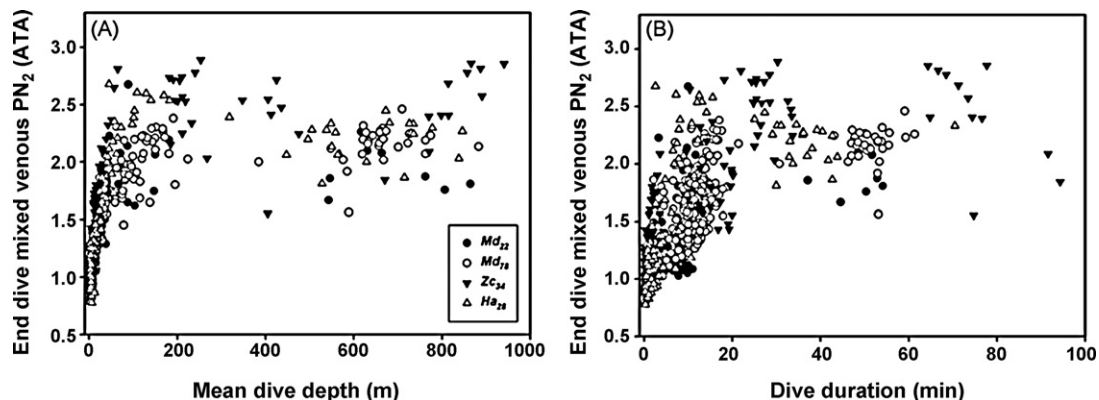 (A)
End dive mixed venous PN2 (ATA)
3.0
2.5
2.0
1.5
1.0
0.5
Md22
Md78
Zc34
Ha28
0 200 400 600 800 1000
Mean dive depth (m)
(B)
End dive mixed venous PN2 (ATA)
3.0
2.5
2.0
1.5
1.0
0.5
0 20 40 60 80 100
Dive duration (min)